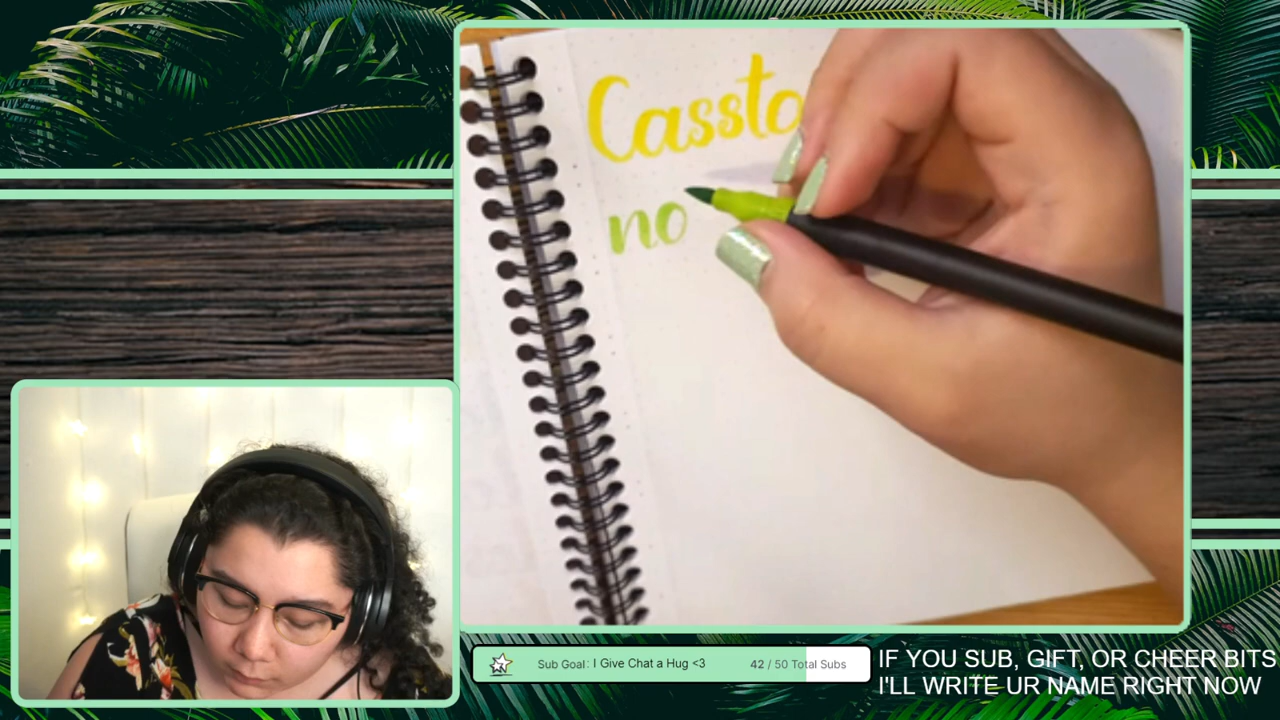 Cassto
no
Sub Goal: I Give Chat a Hug <3 42 / 50 Total Subs
IF YOU SUB, GIFT, OR CHEER BITS
I'LL WRITE UR NAME RIGHT NOW